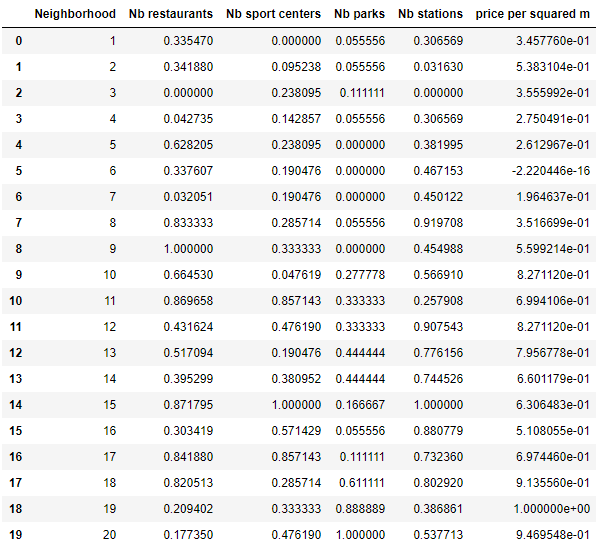 Neighborhood Nb restaurants Nb sport centers Nb parks Nb stations price per squared m
0 1 0.335470 0.000000 0.055556 0.306569 3.457760e-01
1 2 0.341880 0.095238 0.055556 0.031630 5.383104e-01
2 3 0.000000 0.238095 0.111111 0.000000 3.555992e-01
3 4 0.042735 0.142857 0.055556 0.306569 2.750491e-01
4 5 0.628205 0.238095 0.000000 0.381995 2.612967e-01
5 6 0.337607 0.190476 0.000000 0.467153 -2.220446e-16
6 7 0.032051 0.190476 0.000000 0.450122 1.964637e-01
7 8 0.833333 0.285714 0.055556 0.919708 3.516699e-01
8 9 1.000000 0.333333 0.000000 0.454988 5.599214e-01
9 10 0.664530 0.047619 0.277778 0.566910 8.271120e-01
10 11 0.869658 0.857143 0.333333 0.257908 6.994106e-01
11 12 0.431624 0.476190 0.333333 0.907543 8.271120e-01
12 13 0.517094 0.190476 0.444444 0.776156 7.956778e-01
13 14 0.395299 0.380952 0.444444 0.744526 6.601179e-01
14 15 0.871795 1.000000 0.166667 1.000000 6.306483e-01
15 16 0.303419 0.571429 0.055556 0.880779 5.108055e-01
16 17 0.841880 0.857143 0.111111 0.732360 6.974460e-01
17 18 0.820513 0.285714 0.611111 0.802920 9.135560e-01
18 19 0.209402 0.333333 0.888889 0.386861 1.000000e+00
19 20 0.177350 0.476190 1.000000 0.537713 9.469548e-01